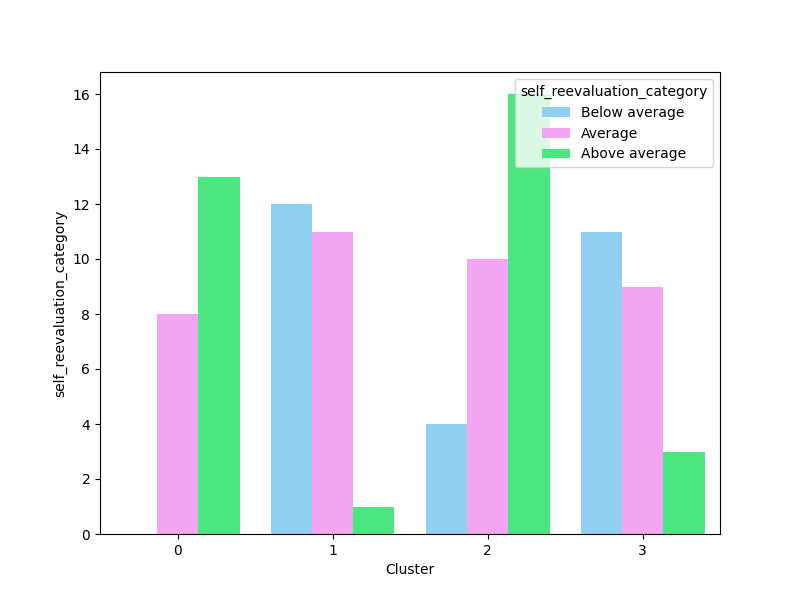 self_reevaluation_category
Below average
Average
Above average
self_reevaluation_category
16
14
12
10
8
6
4
2
0
0 1 2 3
Cluster